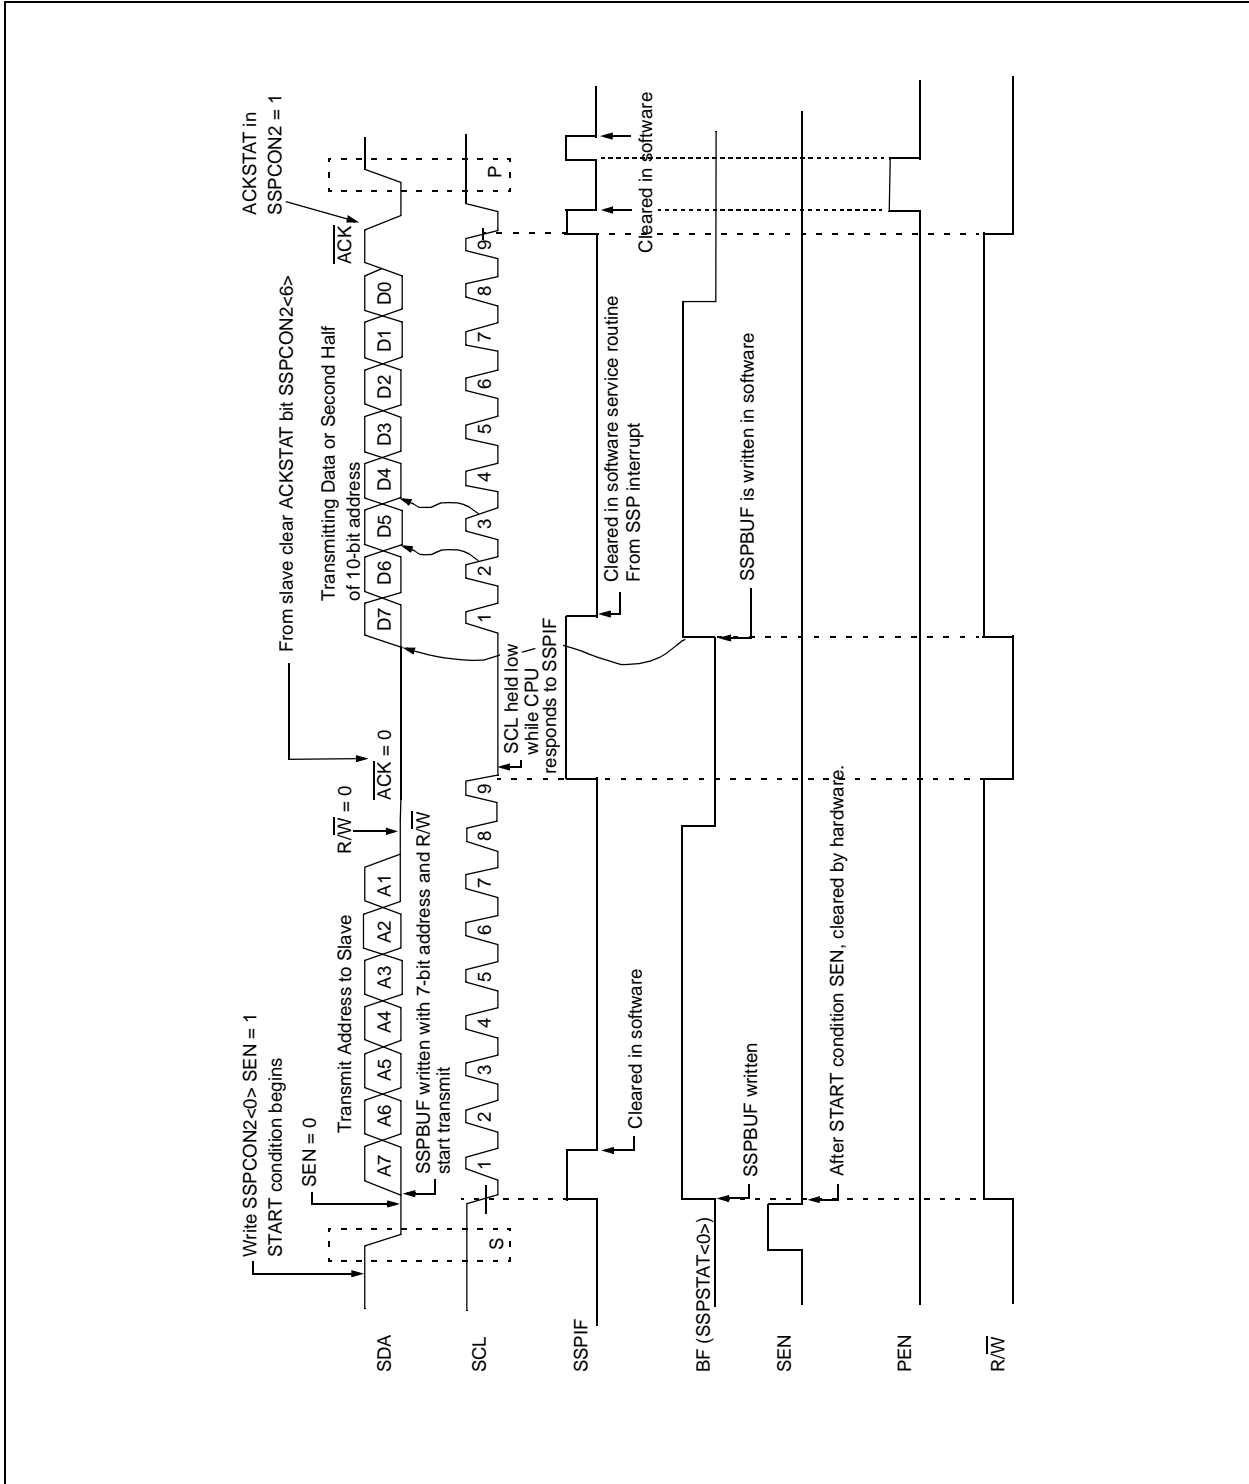 Write SSPCON2<0> SEN = 1
START condition begins
From slave clear ACKSTAT bit SSPCON2<6>
ACKSTAT in
SSPCON2 = 1
SEN = 0
Transmit Address to Slave
R/W = 0
ACK = 0
Transmitting Data or Second Half
of 10-bit address
ACK
SDA
A7 A6 A5 A4 A3 A2 A1
D7 D6 D5 D4 D3 D2 D1 D0
SSPBUF written with 7-bit address and R/W
start transmit
SCL
S
1 2 3 4 5 6 7 8 9
1 2 3 4 5 6 7 8 9
P
SCL held low
while CPU
responds to SSPIF
SSPIF
Cleared in software
Cleared in software service routine
From SSP interrupt
Cleared in software
BF (SSPSTAT<0>)
SSPBUF written
SSPBUF is written in software
SEN
After START condition SEN, cleared by hardware.
PEN
R/W